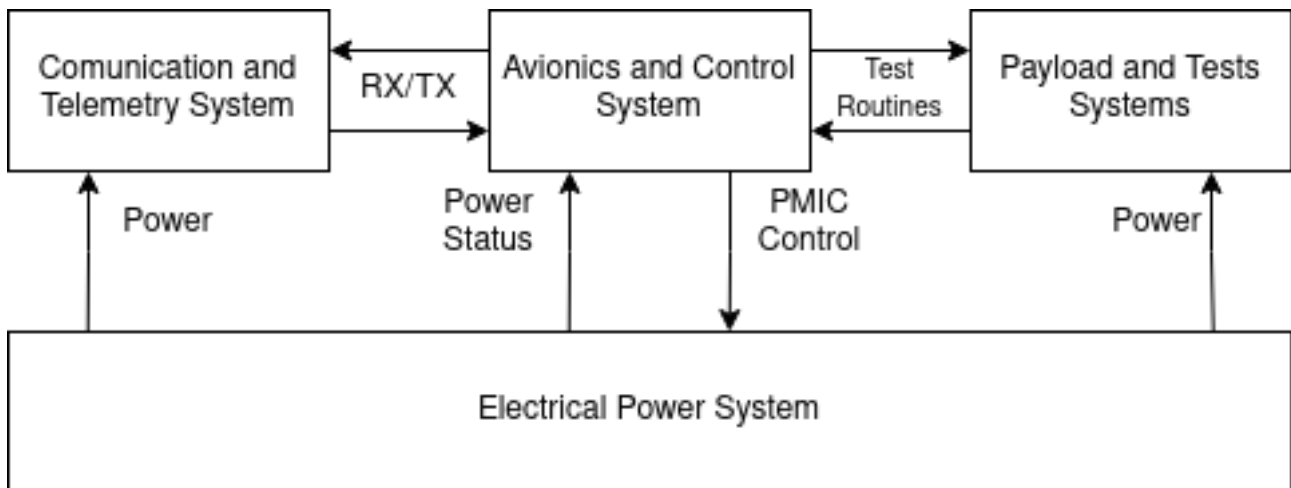 Comunication and
Telemetry System
RX/TX
Avionics and Control
System
Test
Routines
Payload and Tests
Systems
Power
Power
Status
PMIC
Control
Power
Electrical Power System